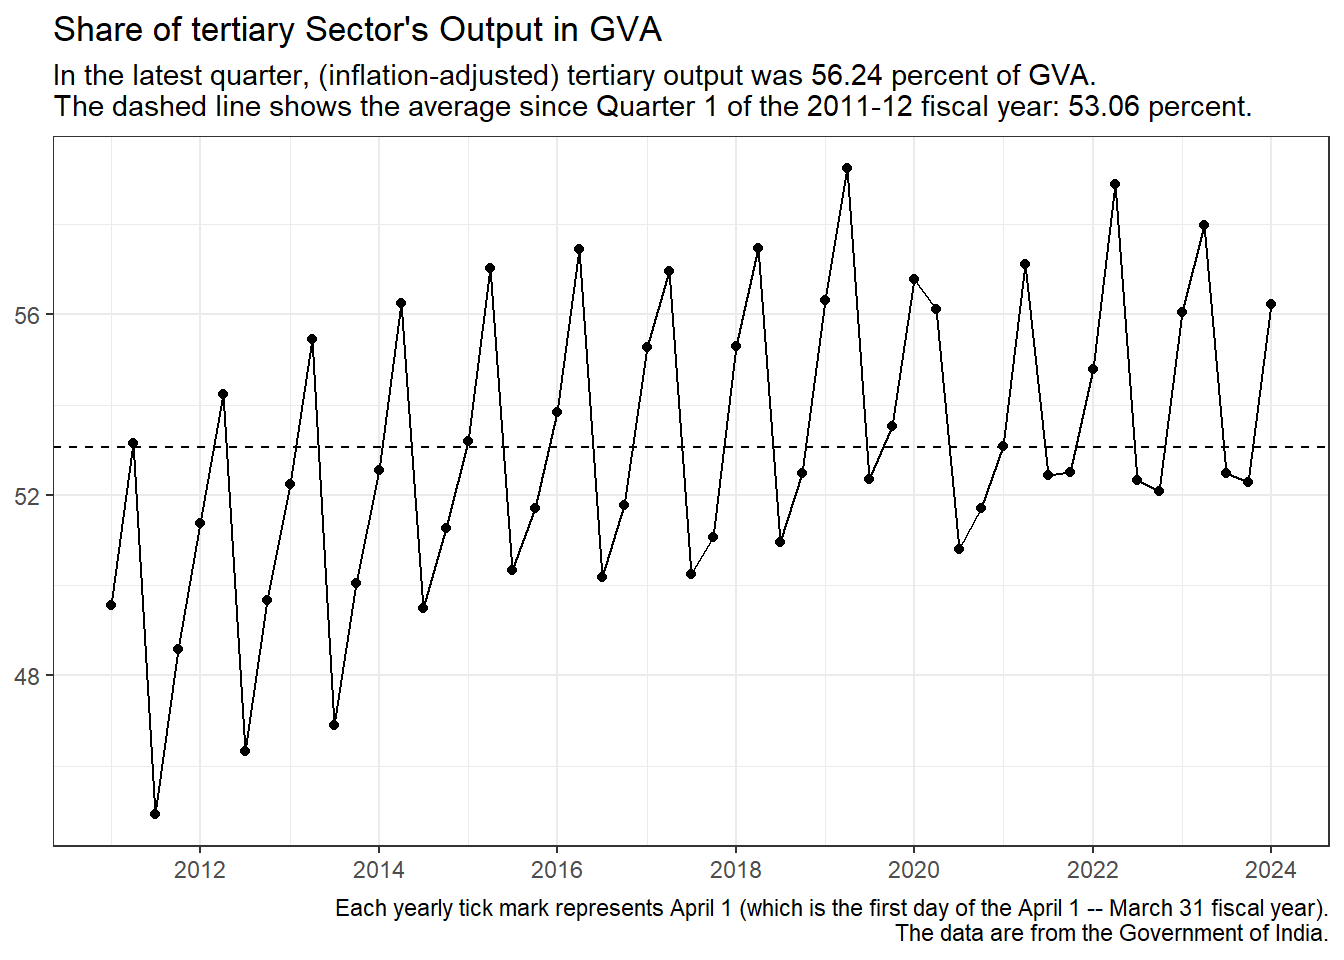 Share of tertiary Sector's Output in GVA
In the latest quarter, (inflation-adjusted) tertiary output was 56.24 percent of GVA.
The dashed line shows the average since Quarter 1 of the 2011-12 fiscal year: 53.06 percent.
56
52
48
2012 2014 2016 2018 2020 2022 2024
Each yearly tick mark represents April 1 (which is the first day of the April 1 -- March 31 fiscal year).
The data are from the Government of India.